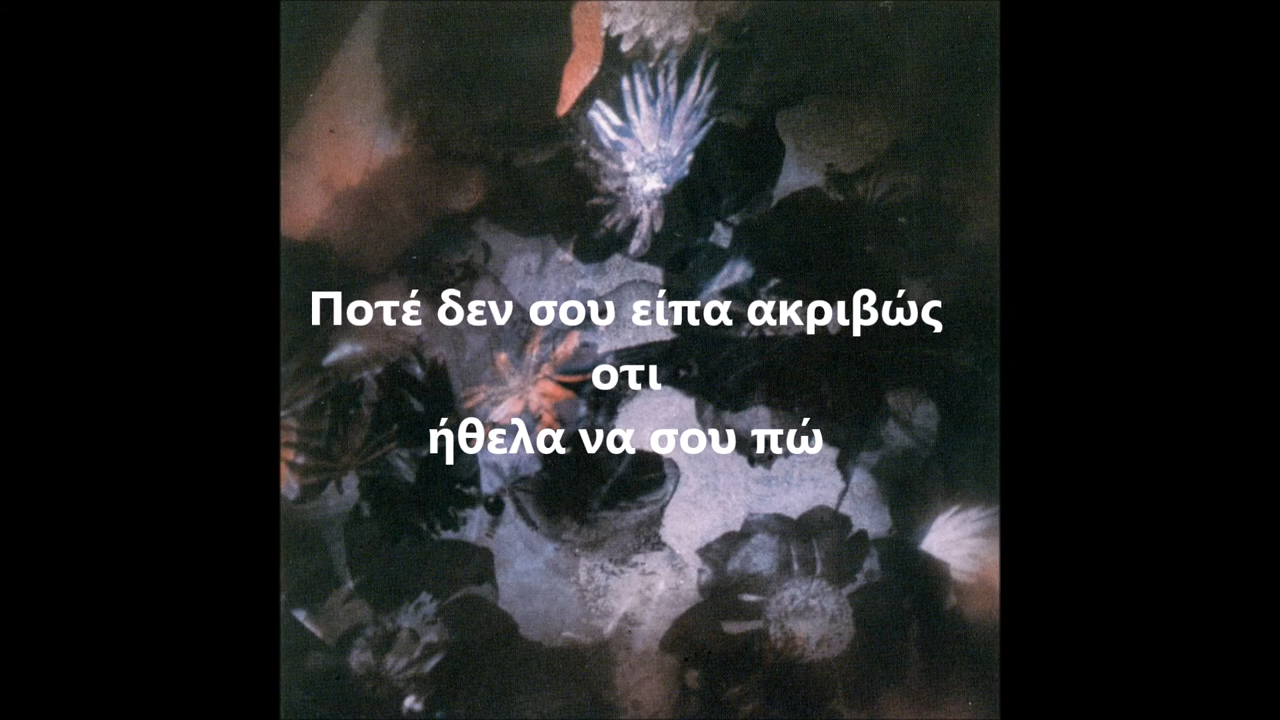 Ποτέ δεν σου είπα ακριβώς
οτι
ήθελα να σου πώ